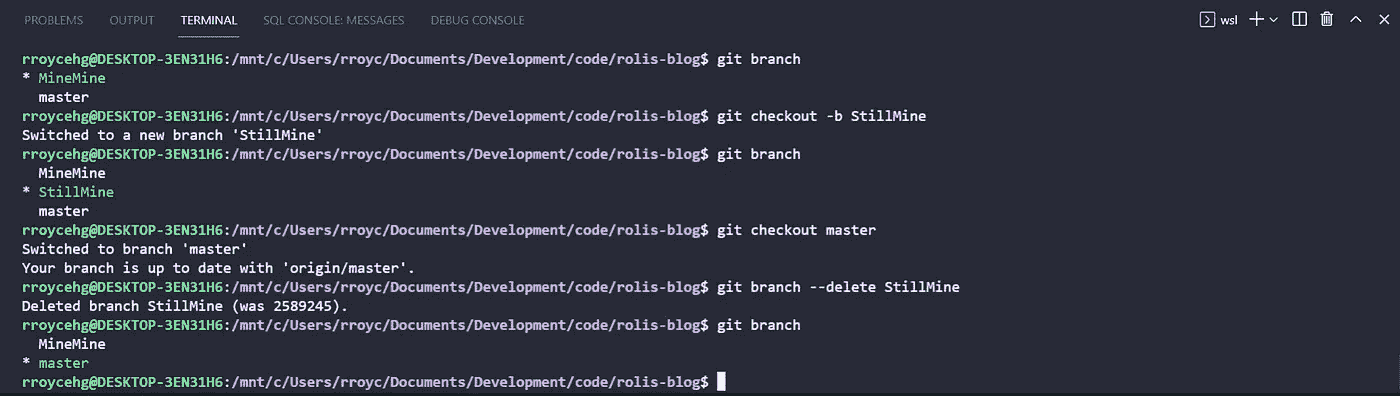 PROBLEMS OUTPUT TERMINAL SQL CONSOLE: MESSAGES DEBUG CONSOLE wsl
rroycehg@DESKTOP-3EN31H6:/mnt/c/Users/rroyc/Documents/Development/code/rolis-blog$ git branch
* MineMine
  master
rroycehg@DESKTOP-3EN31H6:/mnt/c/Users/rroyc/Documents/Development/code/rolis-blog$ git checkout -b StillMine
Switched to a new branch 'StillMine'
rroycehg@DESKTOP-3EN31H6:/mnt/c/Users/rroyc/Documents/Development/code/rolis-blog$ git branch
  MineMine
* StillMine
  master
rroycehg@DESKTOP-3EN31H6:/mnt/c/Users/rroyc/Documents/Development/code/rolis-blog$ git checkout master
Switched to branch 'master'
Your branch is up to date with 'origin/master'.
rroycehg@DESKTOP-3EN31H6:/mnt/c/Users/rroyc/Documents/Development/code/rolis-blog$ git branch --delete StillMine
Deleted branch StillMine (was 2589245).
rroycehg@DESKTOP-3EN31H6:/mnt/c/Users/rroyc/Documents/Development/code/rolis-blog$ git branch
  MineMine
* master
rroycehg@DESKTOP-3EN31H6:/mnt/c/Users/rroyc/Documents/Development/code/rolis-blog$